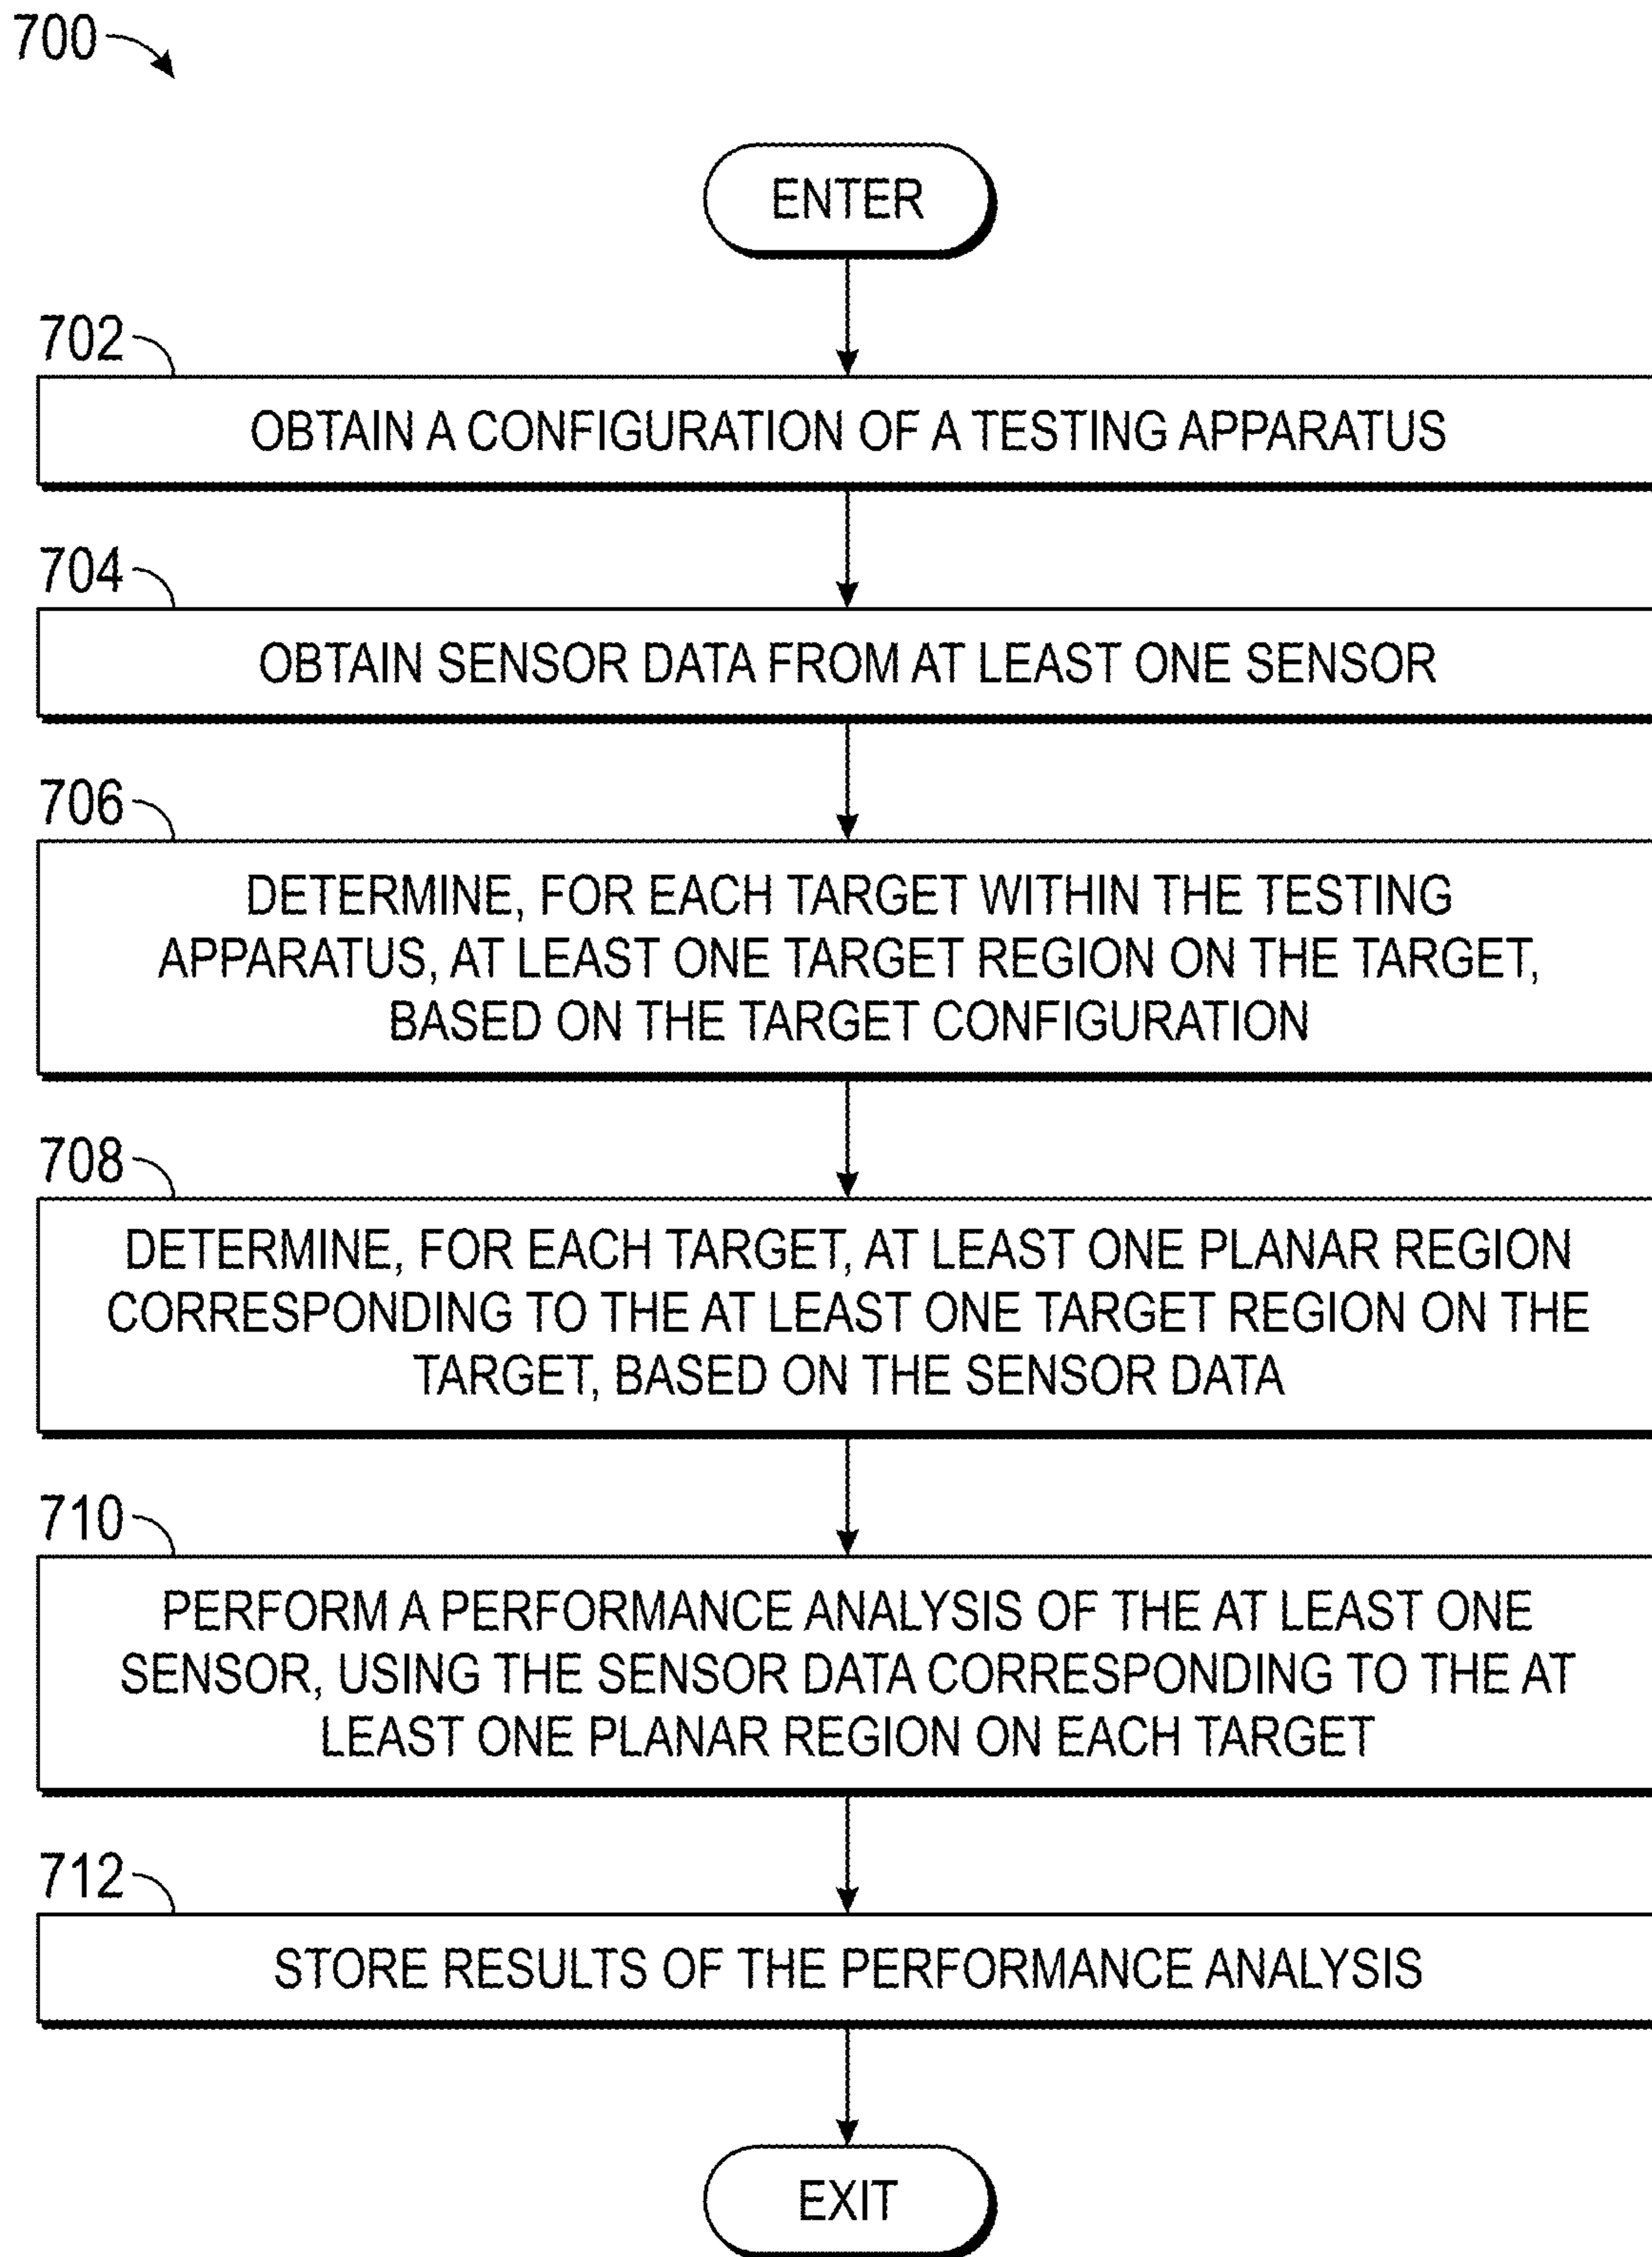 700
ENTER
702
OBTAIN A CONFIGURATION OF A TESTING APPARATUS
704
OBTAIN SENSOR DATA FROM AT LEAST ONE SENSOR
706
DETERMINE, FOR EACH TARGET WITHIN THE TESTING
APPARATUS, AT LEAST ONE TARGET REGION ON THE TARGET,
BASED ON THE TARGET CONFIGURATION
708
DETERMINE, FOR EACH TARGET, AT LEAST ONE PLANAR REGION
CORRESPONDING TO THE AT LEAST ONE TARGET REGION ON THE
TARGET, BASED ON THE SENSOR DATA
710
PERFORM A PERFORMANCE ANALYSIS OF THE AT LEAST ONE
SENSOR, USING THE SENSOR DATA CORRESPONDING TO THE AT
LEAST ONE PLANAR REGION ON EACH TARGET
712
STORE RESULTS OF THE PERFORMANCE ANALYSIS
EXIT